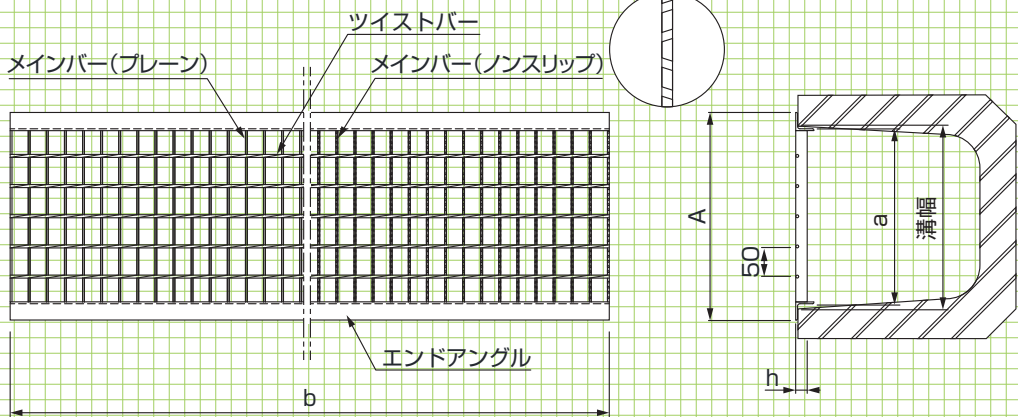 ツイストバー
メインバー(プレーン)
メインバー(ノンスリップ)
A
50
a
溝幅
エンドアングル
h
b